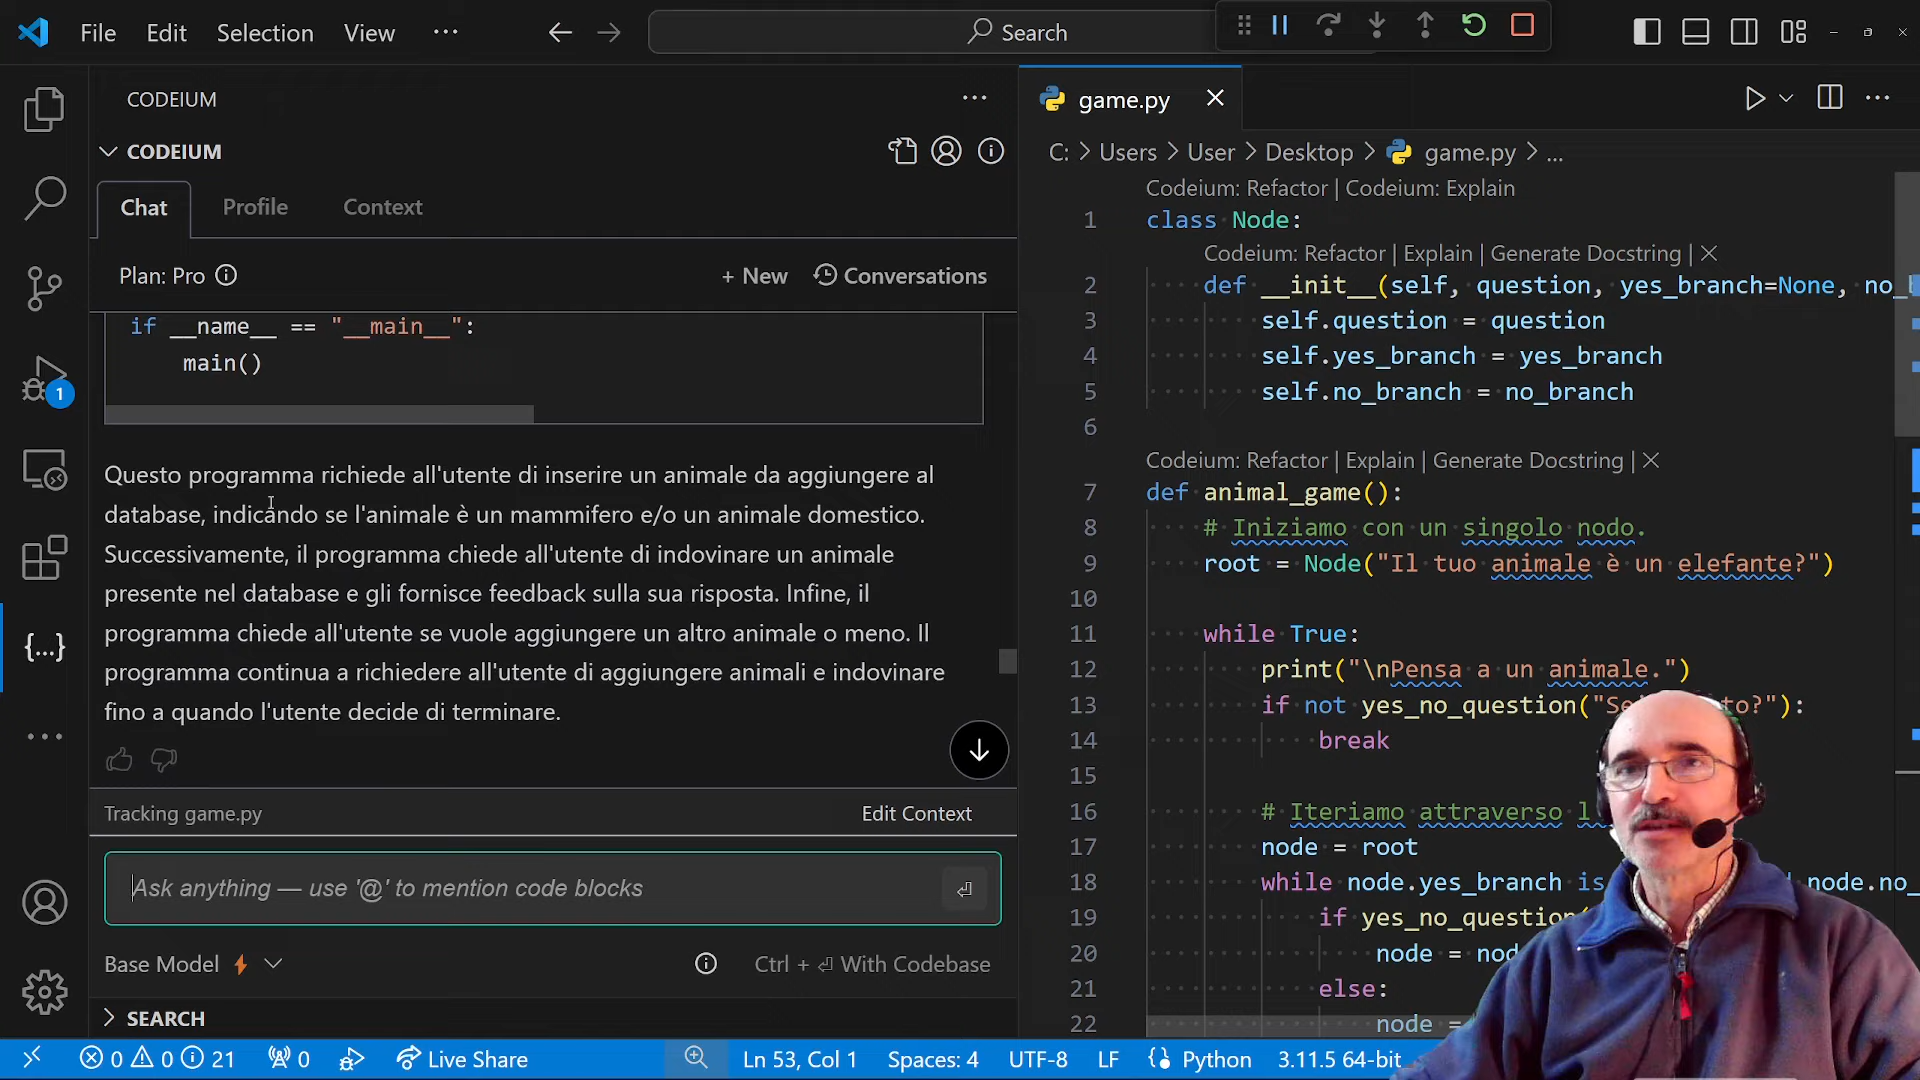 File Edit Selection View ··· Search
CODEIUM
CODEIUM
Chat Profile Context
Plan: Pro + New Conversations
if __name__ == "__main__":
main()
Questo programma richiede all'utente di inserire un animale da aggiungere al
database, indicando se l'animale è un mammifero e/o un animale domestico.
Successivamente, il programma chiede all'utente di indovinare un animale
presente nel database e gli fornisce feedback sulla sua risposta. Infine, il
programma chiede all'utente se vuole aggiungere un altro animale o meno. Il
programma continua a richiedere all'utente di aggiungere animali e indovinare
fino a quando l'utente decide di terminare.
Tracking game.py Edit Context
Ask anything — use '@' to mention code blocks
Base Model Ctrl + ⏎ With Codebase
SEARCH
1
game.py
C: > Users > User > Desktop > game.py > ...
Codeium: Refactor | Codeium: Explain
1 class Node:
Codeium: Refactor | Explain | Generate Docstring | ×
2 def __init__(self, question, yes_branch=None,
3 self.question = question
4 self.yes_branch = yes_branch
5 self.no_branch = no_branch
6
Codeium: Refactor | Explain | Generate Docstring | ×
7 def animal_game():
8 # Iniziamo con un singolo nodo.
9 root = Node("Il tuo animale è un elefante?")
10
11 while True:
12 print("\nPensa a un animale.")
13 if not yes_no_question("Se to?"):
14 break
15
16 # Iteriamo attraverso l
17 node = root
18 while node.yes_branch is node.no_
19 if yes_no_question
20 node =
21 else:
22 node =
0 0 21 0 Live Share Ln 53, Col 1 Spaces: 4 UTF-8 LF Python 3.11.5 64-bit